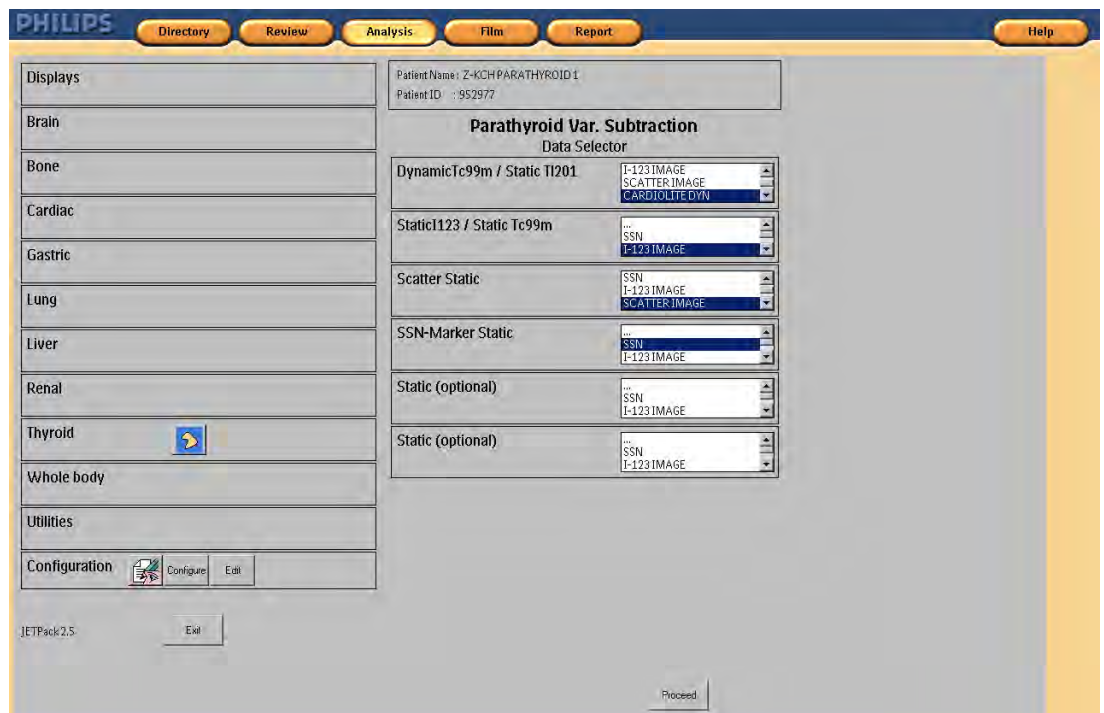 PHILIPS
Directory
Review
Analysis
Film
Report
Help
Displays
Brain
Bone
Cardiac
Gastric
Lung
Liver
Renal
Thyroid
Whole body
Utilities
Configuration
Configure
Edit
JETPack 2.5
Exit
Patient Name : Z-KCH PARATHYROID 1
Patient ID : 952977
Parathyroid Var. Subtraction
Data Selector
DynamicTc99m / Static Tl201
I-123 IMAGE
SCATTER IMAGE
CARDIOLITE DYN
StaticI123 / Static Tc99m
...
SSN
I-123 IMAGE
Scatter Static
SSN
I-123 IMAGE
SCATTER IMAGE
SSN-Marker Static
...
SSN
I-123 IMAGE
Static (optional)
...
SSN
I-123 IMAGE
Static (optional)
...
SSN
I-123 IMAGE
Proceed